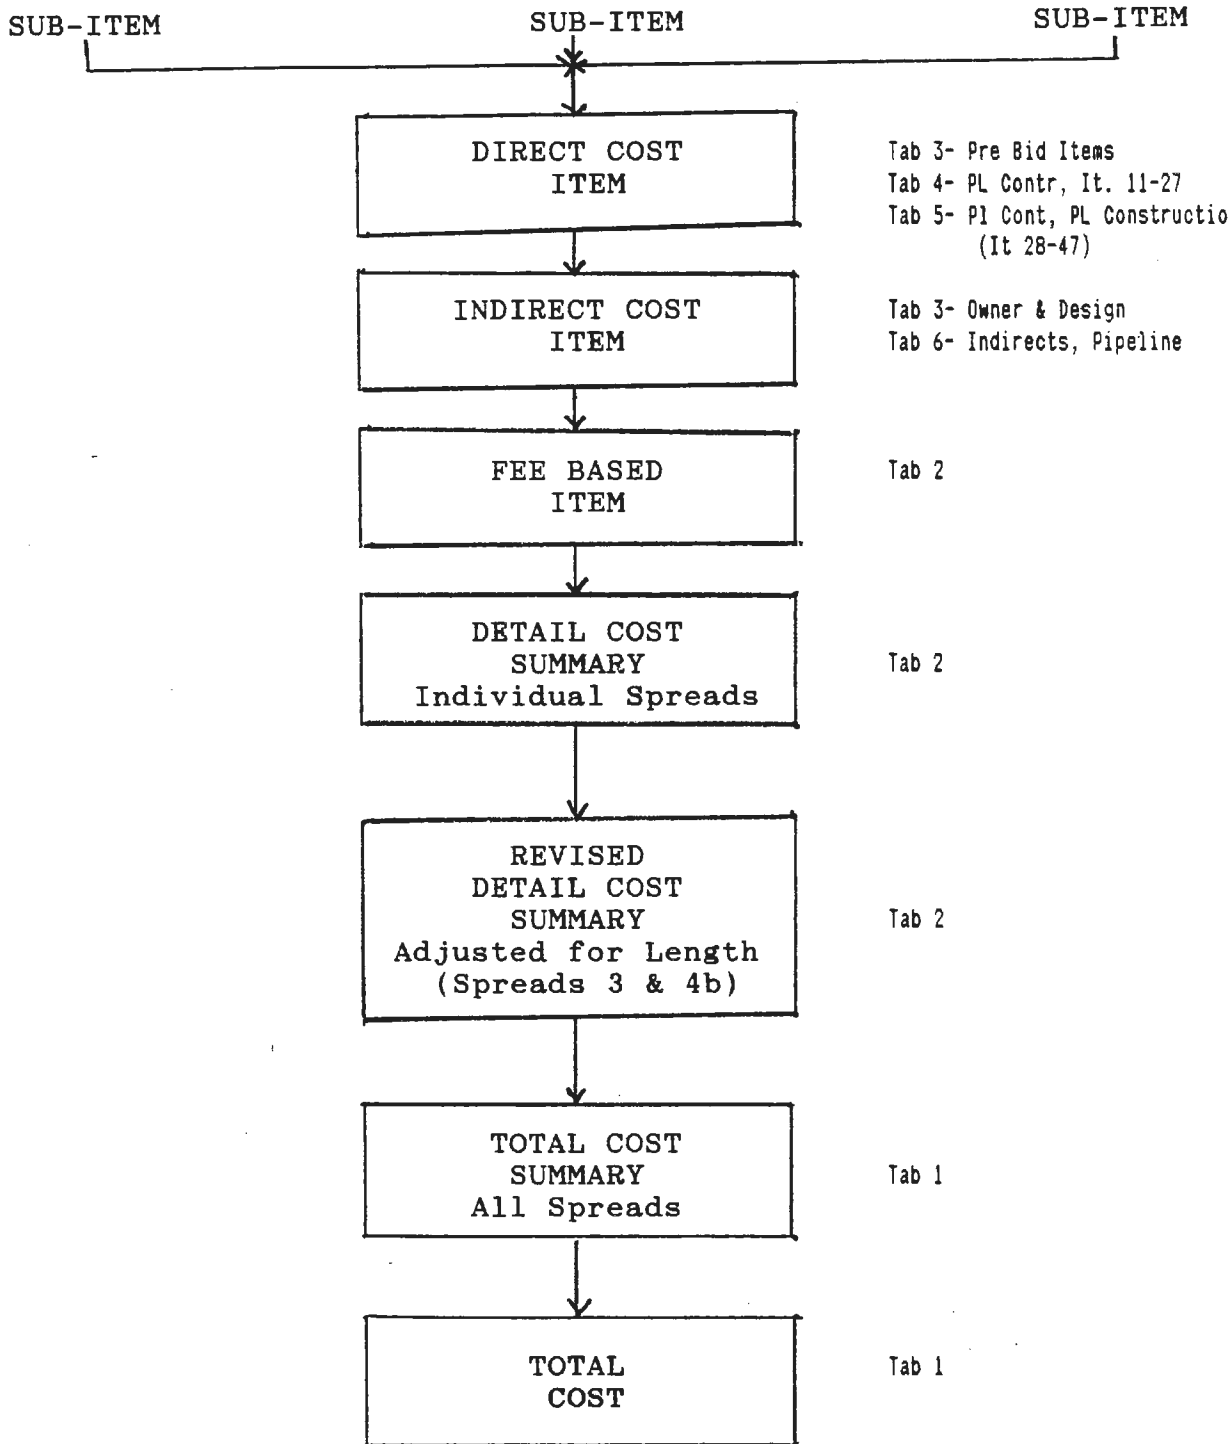 SUB-ITEM SUB-ITEM SUB-ITEM
DIRECT COST
ITEM
Tab 3- Pre Bid Items
Tab 4- PL Contr, It. 11-27
Tab 5- Pl Cont, PL Constructio
(It 28-47)
INDIRECT COST
ITEM
Tab 3- Owner & Design
Tab 6- Indirects, Pipeline
FEE BASED
ITEM
Tab 2
DETAIL COST
SUMMARY
Individual Spreads
Tab 2
REVISED
DETAIL COST
SUMMARY
Adjusted for Length
(Spreads 3 & 4b)
Tab 2
TOTAL COST
SUMMARY
All Spreads
Tab 1
TOTAL
COST
Tab 1